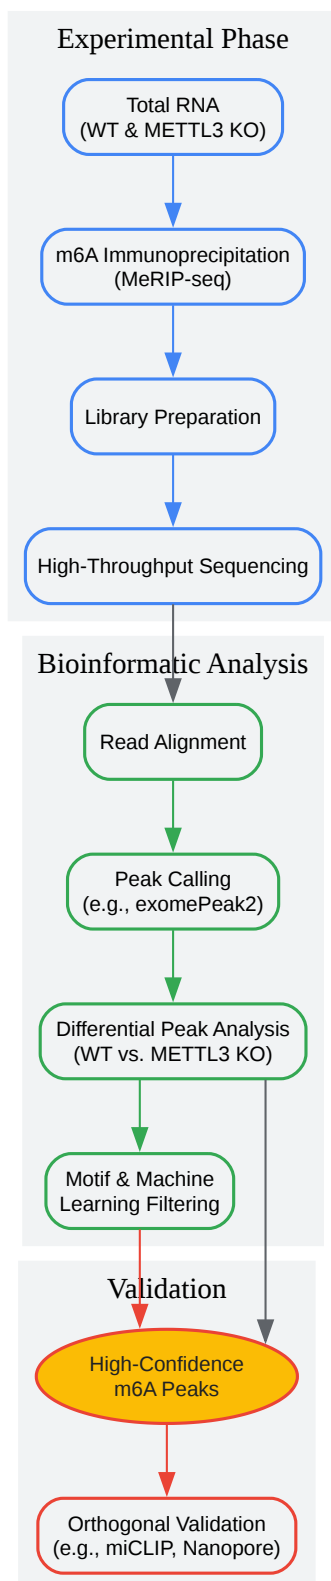 Experimental Phase
Total RNA
(WT & METTL3 KO)
m6A Immunoprecipitation
(MeRIP-seq)
Library Preparation
High-Throughput Sequencing
Bioinformatic Analysis
Read Alignment
Peak Calling
(e.g., exomePeak2)
Differential Peak Analysis
(WT vs. METTL3 KO)
Motif & Machine
Learning Filtering
Validation
High-Confidence
m6A Peaks
Orthogonal Validation
(e.g., miCLIP, Nanopore)